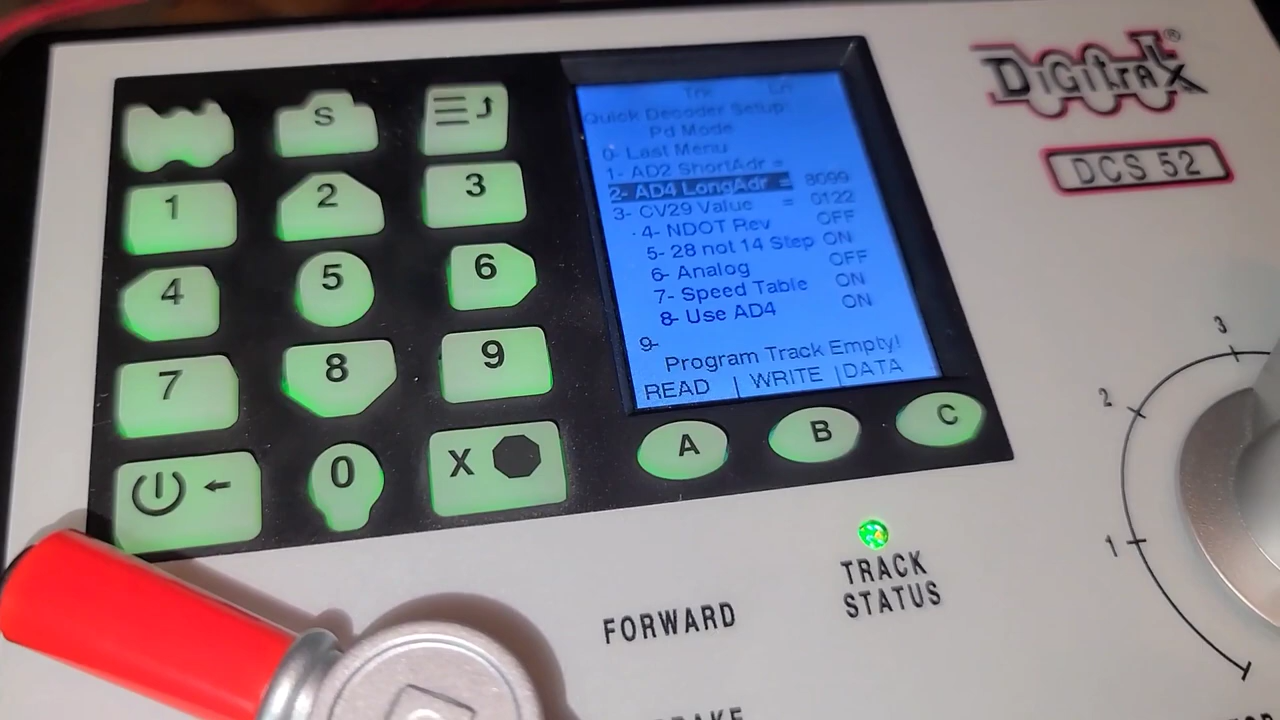 DIGITRAX®
DCS 52
S
1
2
3
4
5
6
7
8
9
0
X
Quick Decoder Setup:
Pd Mode
0- Last Menu
1- AD2 ShortAdr =
2- AD4 LongAdr = 8099
3- CV29 Value = 0122
4- NDOT Rev OFF
5- 28 not 14 Step ON
6- Analog OFF
7- Speed Table ON
8- Use AD4 ON
9-
Program Track Empty!
READ | WRITE | DATA
A
B
C
TRACK
STATUS
FORWARD
3
2
1